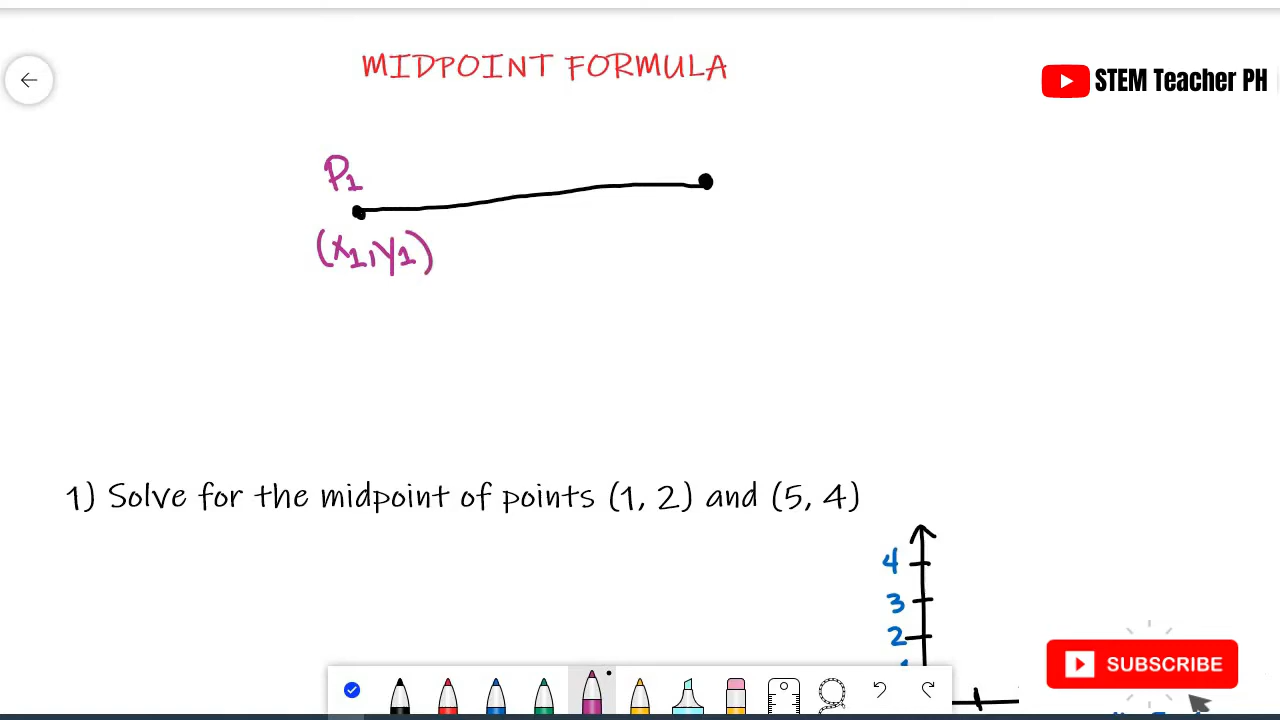 MIDPOINT FORMULA
STEM Teacher PH
P1
(x1, y1)
1) Solve for the midpoint of points (1, 2) and (5, 4)
4
3
2
SUBSCRIBE